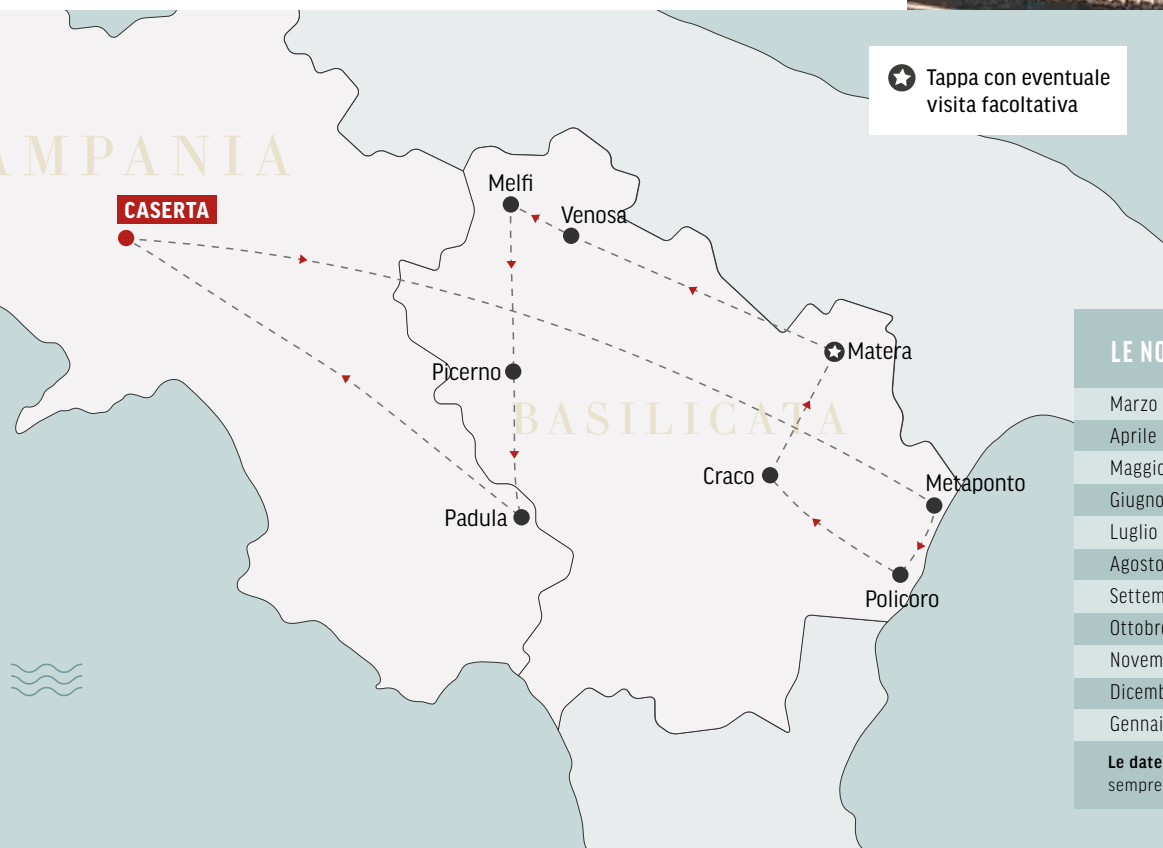 Tappa con eventuale
visita facoltativa
AMPANIA
Melfi
CASERTA
Venosa
Matera
Picerno
BASILICATA
Craco
Metaponto
Padula
Policoro
LE NO
Marzo
Aprile
Maggio
Giugno
Luglio
Agosto
Settem
Ottobre
Novem
Dicemb
Gennai
Le date
sempre